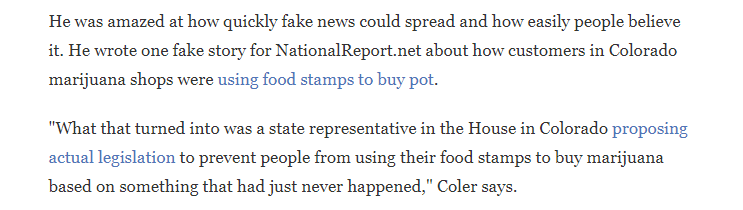 He was amazed at how quickly fake news could spread and how easily people believe
it. He wrote one fake story for NationalReport.net about how customers in Colorado
marijuana shops were using food stamps to buy pot.
"What that turned into was a state representative in the House in Colorado proposing
actual legislation to prevent people from using their food stamps to buy marijuana
based on something that had just never happened," Coler says.